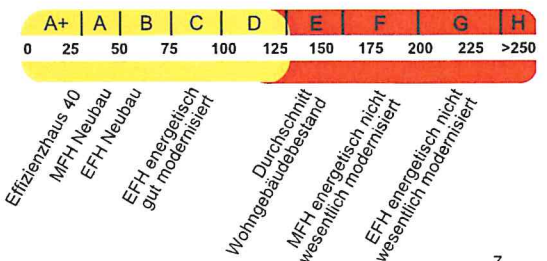 A+ A B C D E F G H
0 25 50 75 100 125 150 175 200 225 >250
Effizienzhaus 40
MFH Neubau
EFH Neubau
EFH energetisch
gut modernisiert
Durchschnitt
Wohngebäudebestand
MFH energetisch nicht
wesentlich modernisiert
EFH energetisch nicht
wesentlich modernisiert
7